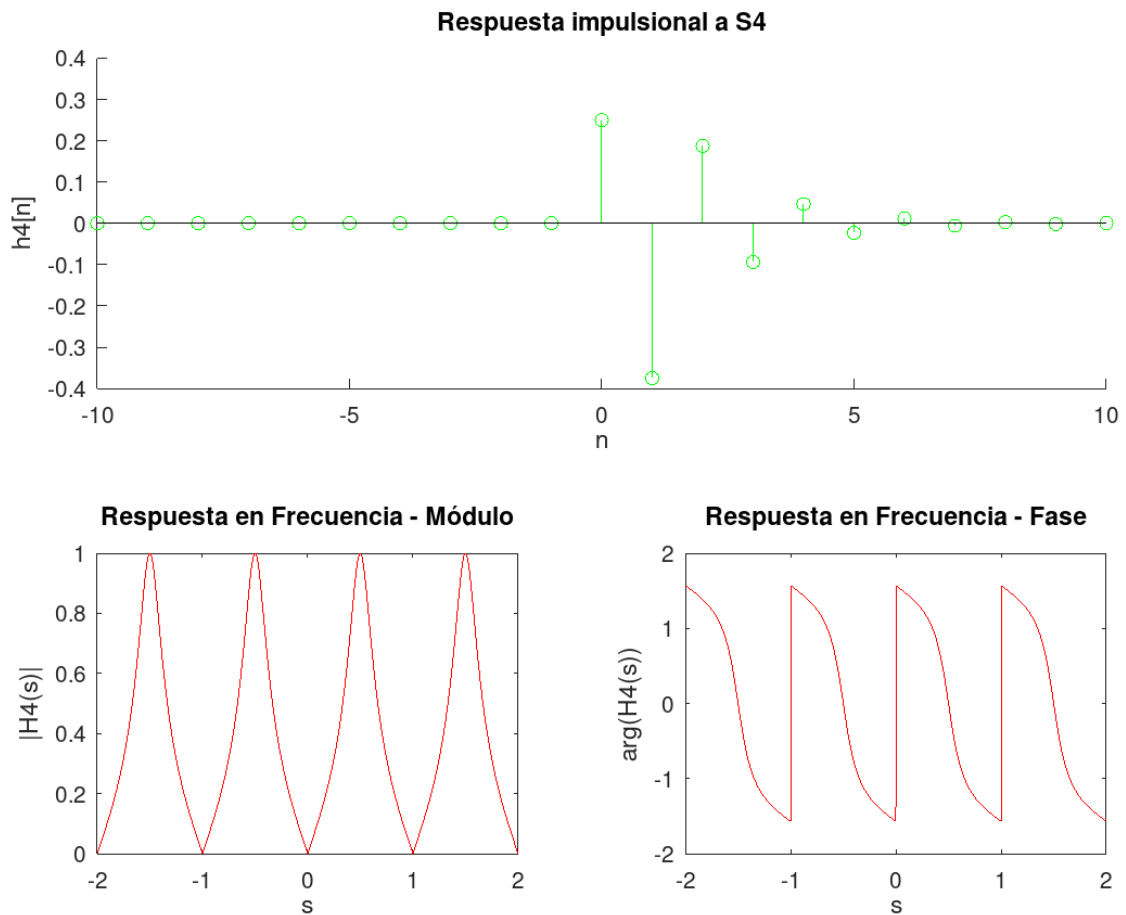 Respuesta impulsional a S4
0.4
0.3
0.2
0.1
0
-0.1
-0.2
-0.3
-0.4
h4[n]
-10 -5 0 5 10
n
Respuesta en Frecuencia - Módulo
1
0.8
0.6
0.4
0.2
0
|H4(s)|
-2 -1 0 1 2
s
Respuesta en Frecuencia - Fase
2
1
0
-1
-2
arg(H4(s))
-2 -1 0 1 2
s